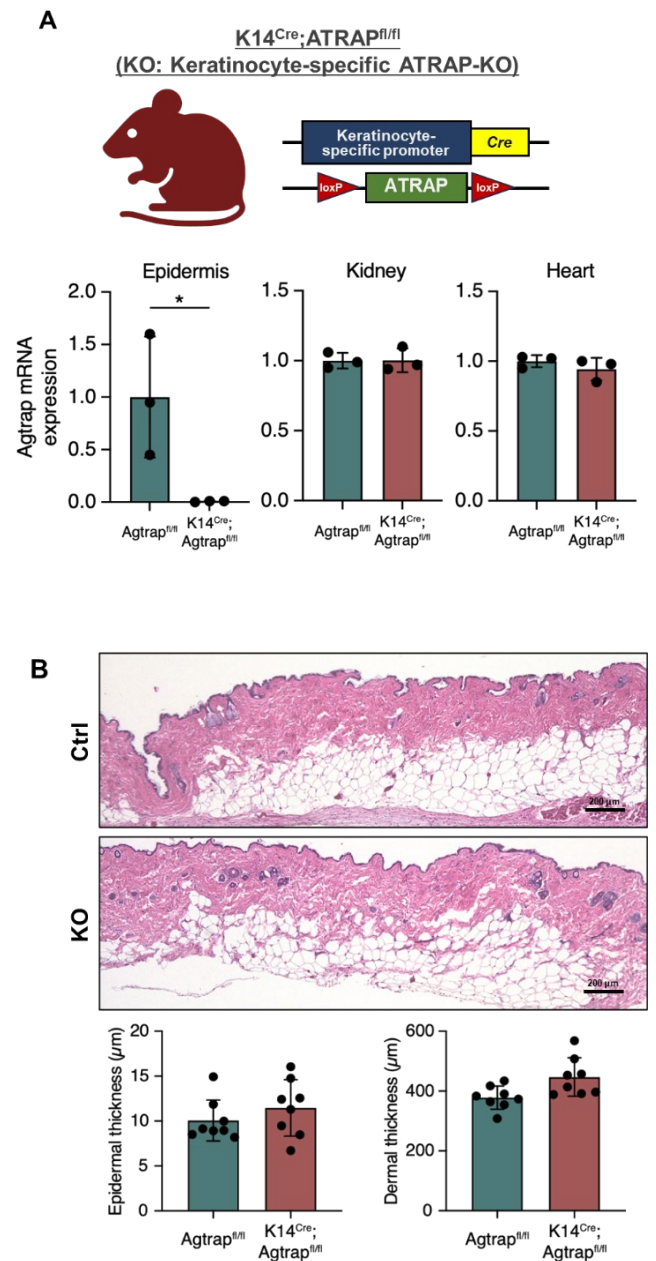 A
K14Cre;ATRAPfl/fl
(KO: Keratinocyte-specific ATRAP-KO)
Keratinocyte-
specific promoter
Cre
loxP
ATRAP
loxP
Epidermis
Kidney
Heart
Agtrap mRNA
expression
2.0
1.5
1.0
0.5
0.0
*
Agtrapfl/fl
K14Cre;
Agtrapfl/fl
1.5
1.0
0.5
0.0
Agtrapfl/fl
K14Cre;
Agtrapfl/fl
1.5
1.0
0.5
0.0
Agtrapfl/fl
K14Cre;
Agtrapfl/fl
B
Ctrl
200 μm
KO
200 μm
Epidermal thickness (μm)
20
15
10
5
0
Agtrapfl/fl
K14Cre;
Agtrapfl/fl
Dermal thickness (μm)
600
400
200
0
Agtrapfl/fl
K14Cre;
Agtrapfl/fl